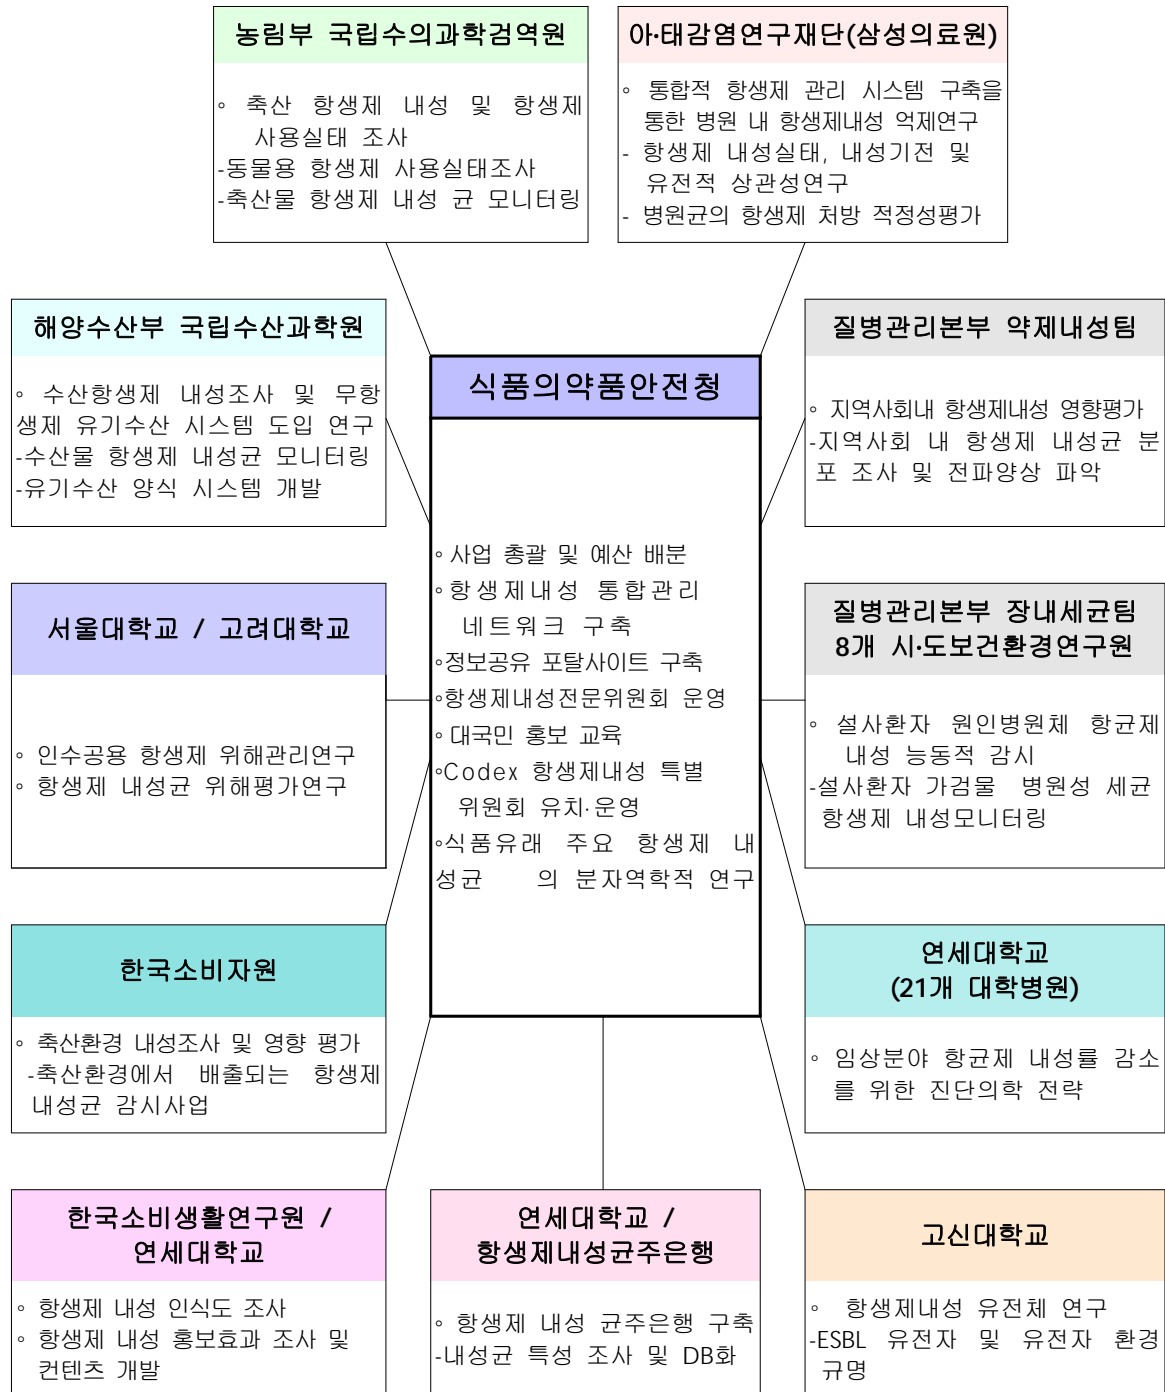 농림부 국립수의과학검역원
◦ 축산 항생제 내성 및 항생제
사용실태 조사
-동물용 항생제 사용실태조사
-축산물 항생제 내성 균 모니터링
아·태감염연구재단(삼성의료원)
◦ 통합적 항생제 관리 시스템 구축을
통한 병원 내 항생제내성 억제연구
- 항생제 내성실태, 내성기전 및
유전적 상관성연구
- 병원균의 항생제 처방 적정성평가
해양수산부 국립수산과학원
◦ 수산항생제 내성조사 및 무항
생제 유기수산 시스템 도입 연구
-수산물 항생제 내성균 모니터링
-유기수산 양식 시스템 개발
식품의약품안전청
◦ 사업 총괄 및 예산 배분
◦항생제내성 통합관리
네트워크 구축
◦정보공유 포탈사이트 구축
◦항생제내성전문위원회 운영
◦ 대국민 홍보 교육
◦Codex 항생제내성 특별
위원회 유치·운영
◦식품유래 주요 항생제 내
성균 의 분자역학적 연구
질병관리본부 약제내성팀
◦ 지역사회내 항생제내성 영향평가
-지역사회 내 항생제 내성균 분
포 조사 및 전파양상 파악
서울대학교 / 고려대학교
◦ 인수공용 항생제 위해관리연구
◦ 항생제 내성균 위해평가연구
질병관리본부 장내세균팀
8개 시·도보건환경연구원
◦ 설사환자 원인병원체 항균제
내성 능동적 감시
-설사환자 가검물 병원성 세균
항생제 내성모니터링
한국소비자원
◦ 축산환경 내성조사 및 영향 평가
-축산환경에서 배출되는 항생제
내성균 감시사업
연세대학교
(21개 대학병원)
◦ 임상분야 항균제 내성률 감소
를 위한 진단의학 전략
한국소비생활연구원 /
연세대학교
◦ 항생제 내성 인식도 조사
◦ 항생제 내성 홍보효과 조사 및
컨텐츠 개발
연세대학교 /
항생제내성균주은행
◦ 항생제 내성 균주은행 구축
-내성균 특성 조사 및 DB화
고신대학교
◦ 항생제내성 유전체 연구
-ESBL 유전자 및 유전자 환경
규명